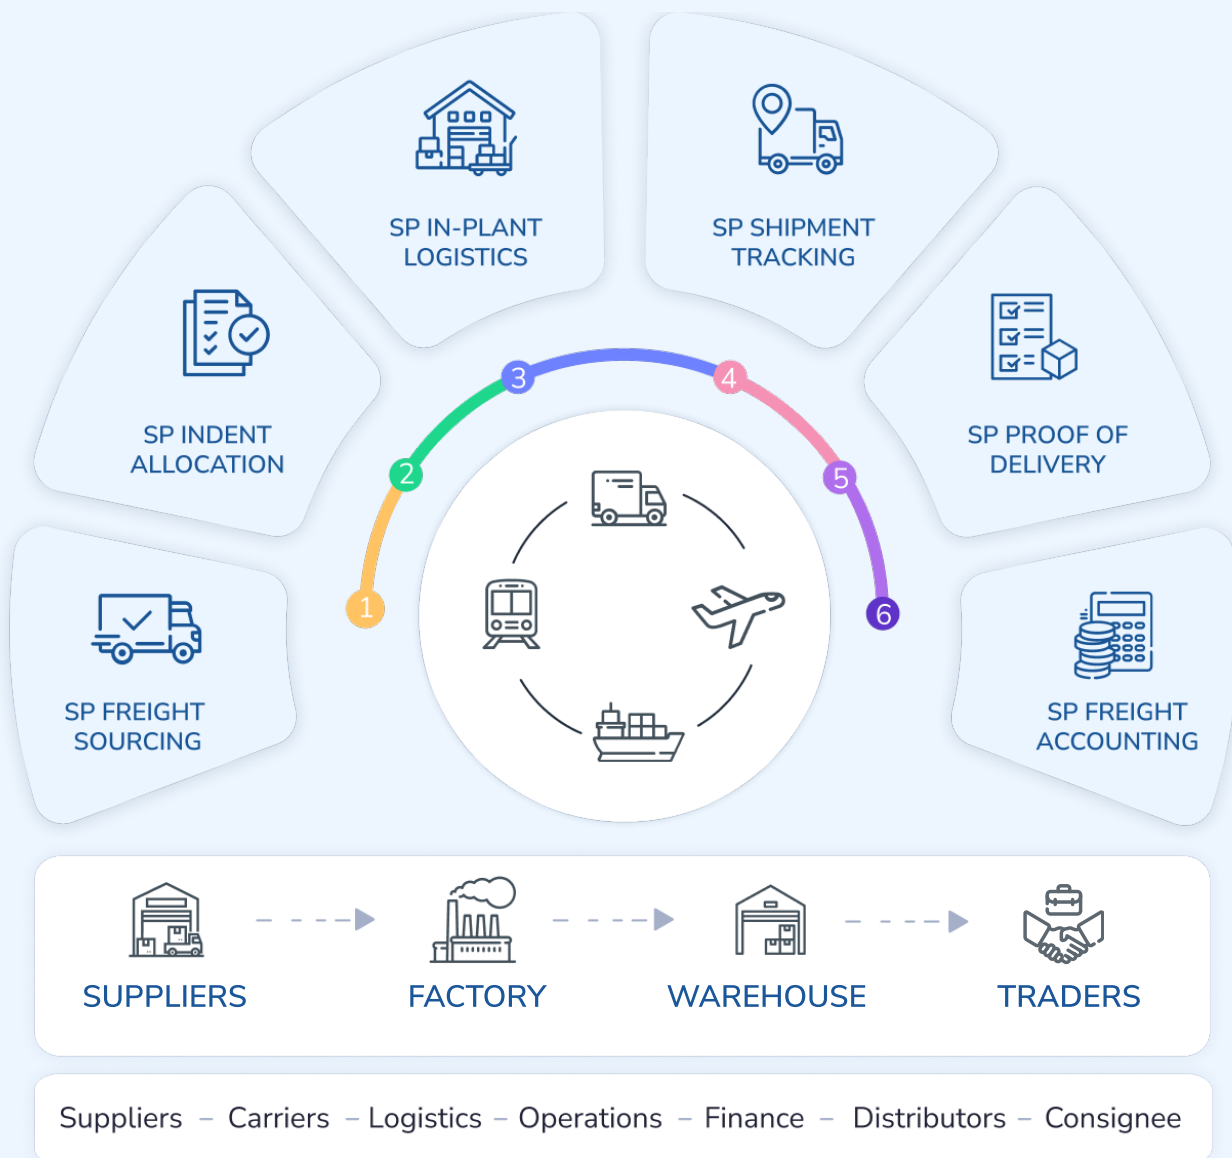 SP IN-PLANT
LOGISTICS
SP SHIPMENT
TRACKING
SP INDENT
ALLOCATION
SP PROOF OF
DELIVERY
SP FREIGHT
SOURCING
SP FREIGHT
ACCOUNTING
1
2
3
4
5
6
SUPPLIERS
FACTORY
WAREHOUSE
TRADERS
Suppliers – Carriers – Logistics – Operations – Finance – Distributors – Consignee